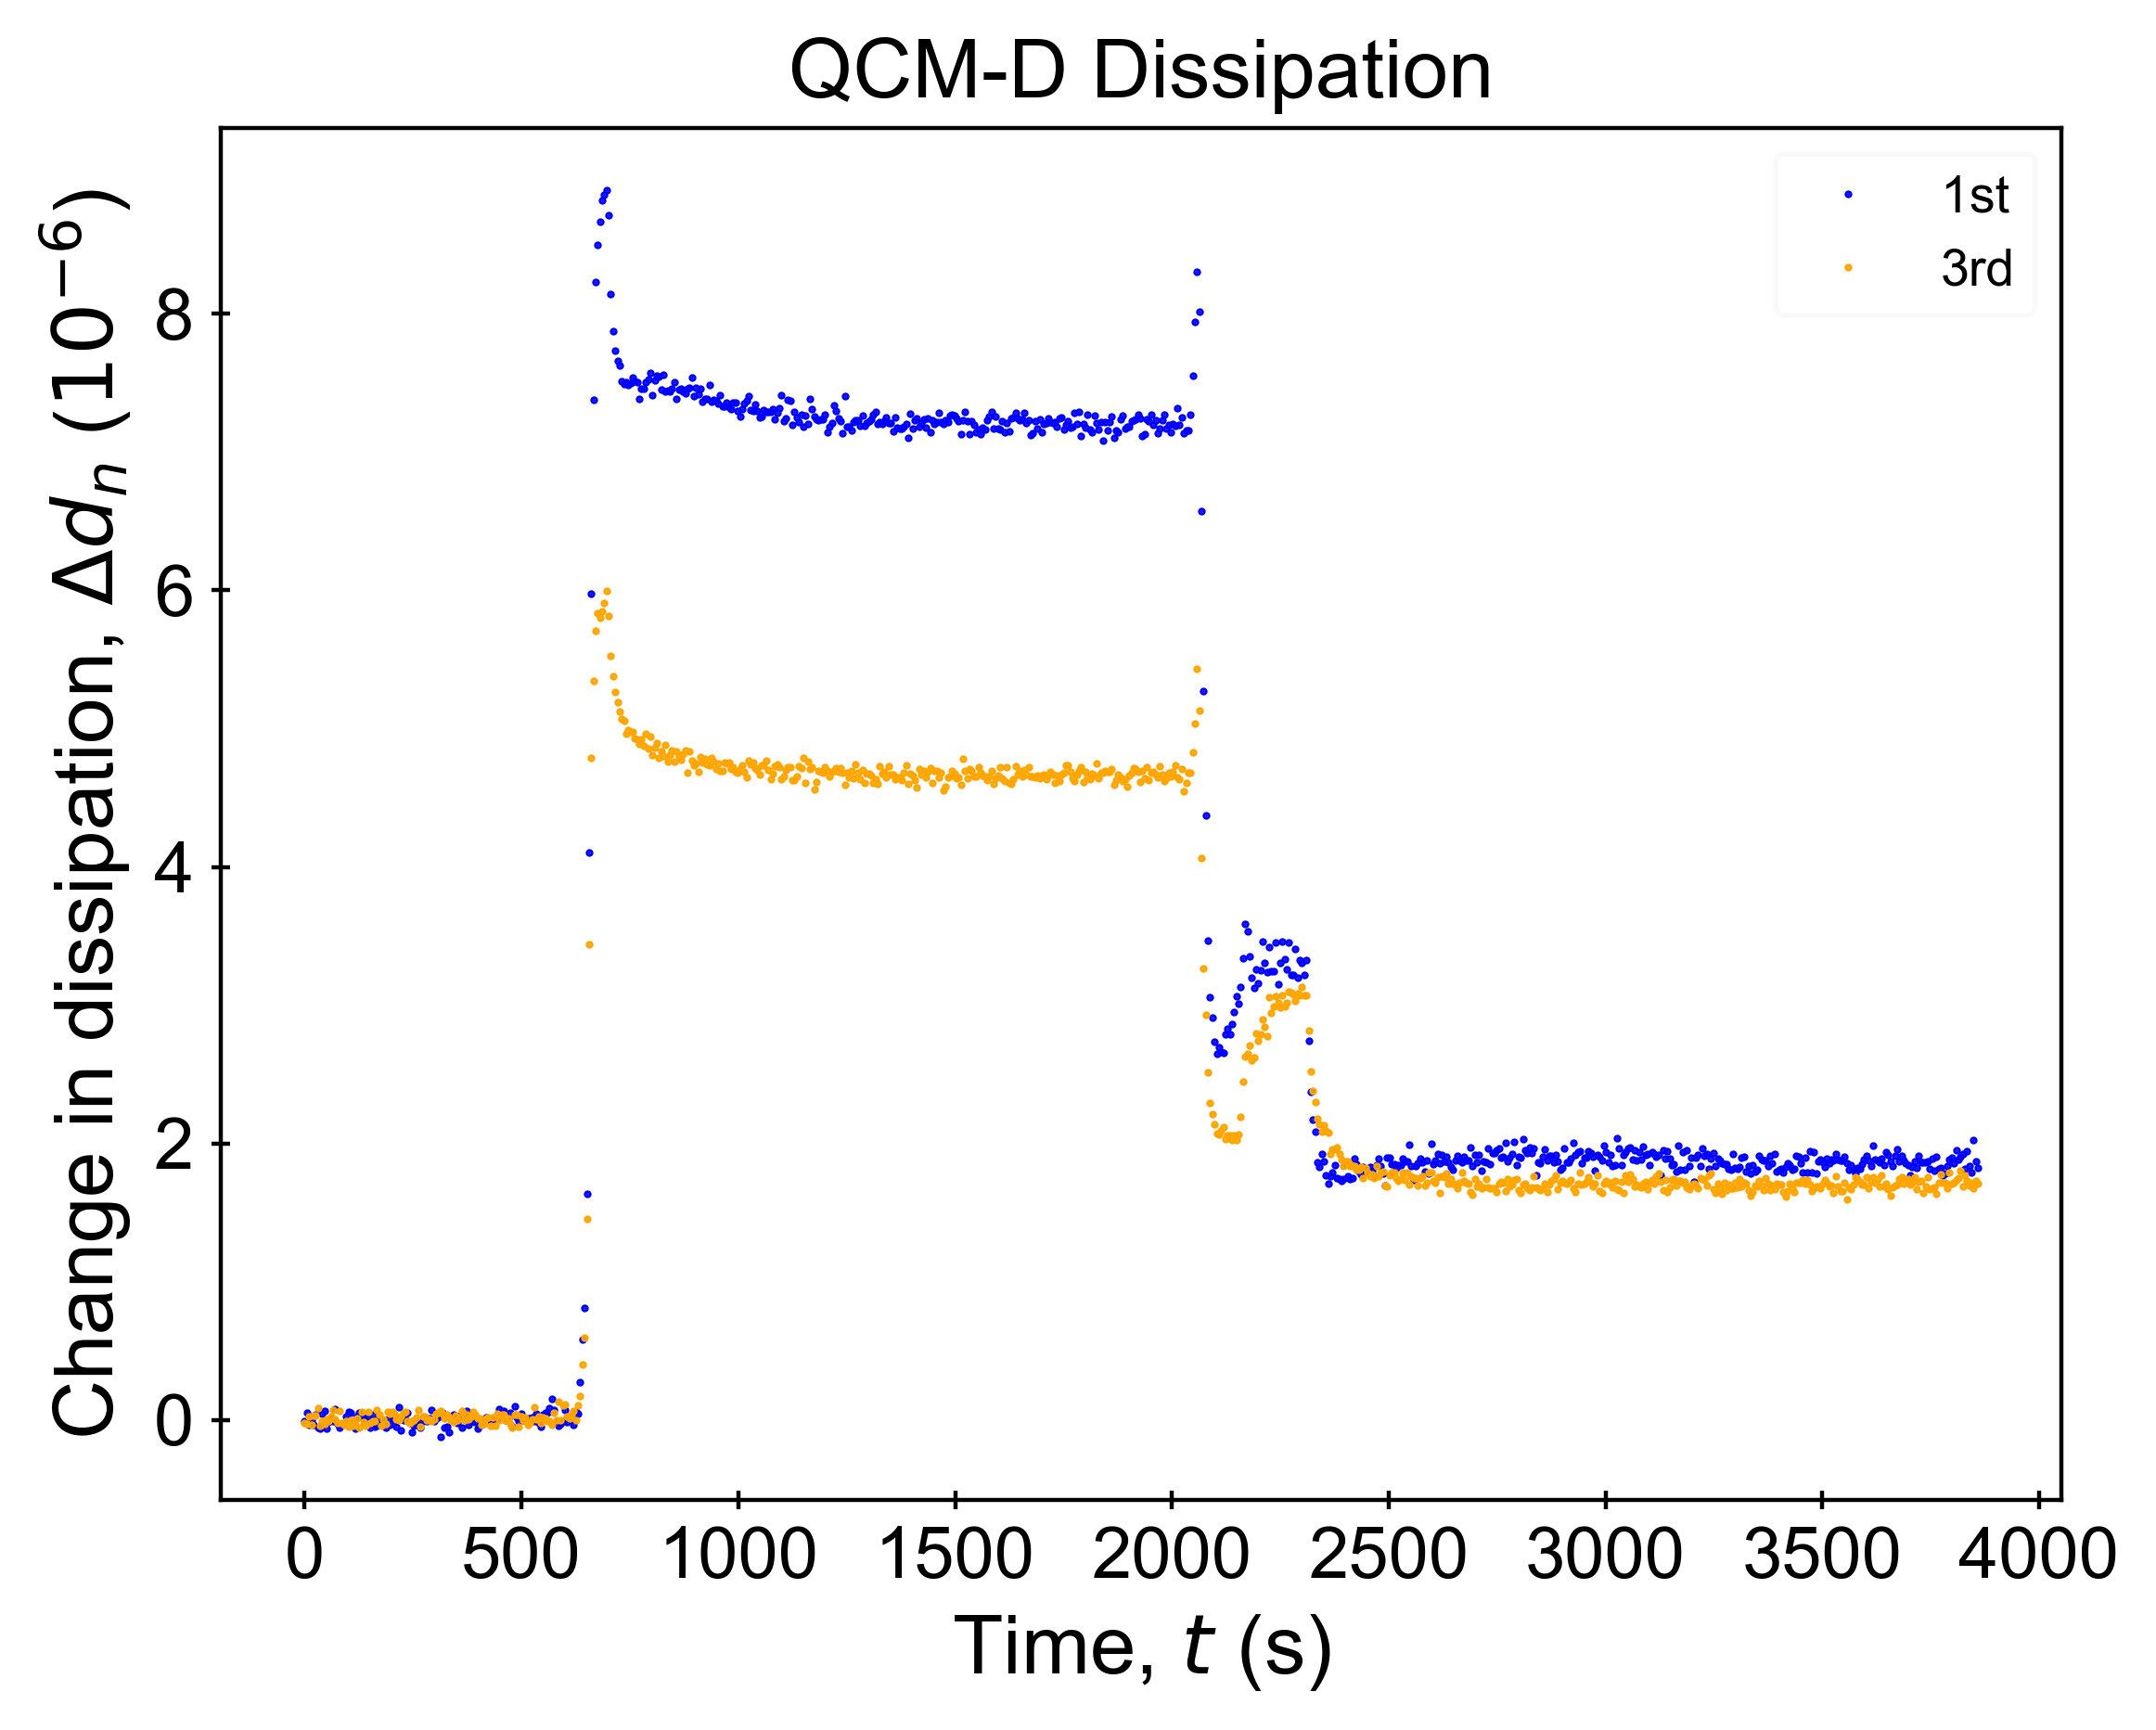 QCM-D Dissipation
Change in dissipation, Δdₙ (10⁻⁶)
8
6
4
2
0
1st
3rd
0 500 1000 1500 2000 2500 3000 3500 4000
Time, t (s)